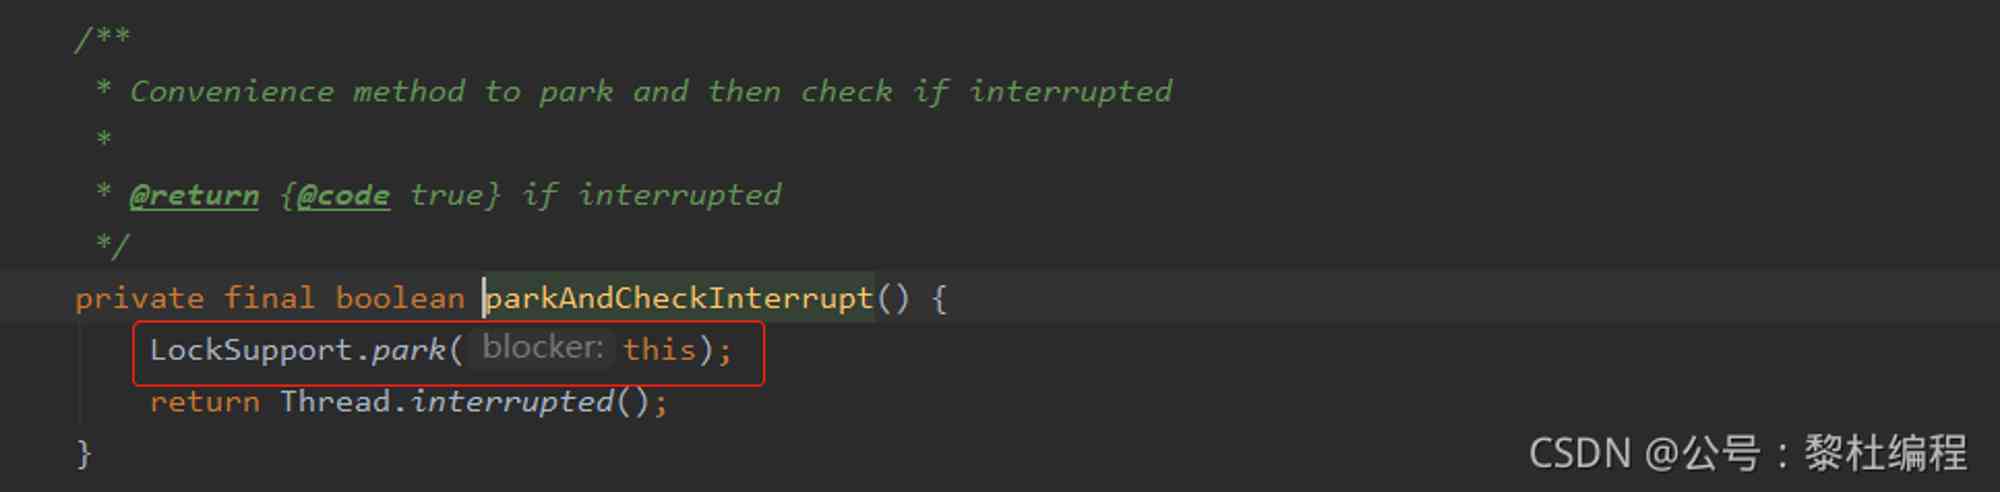 /**
 * Convenience method to park and then check if interrupted
 *
 * @return {@code true} if interrupted
 */
private final boolean parkAndCheckInterrupt() {
    LockSupport.park( blocker: this);
    return Thread.interrupted();
}
CSDN @公号：黎杜编程